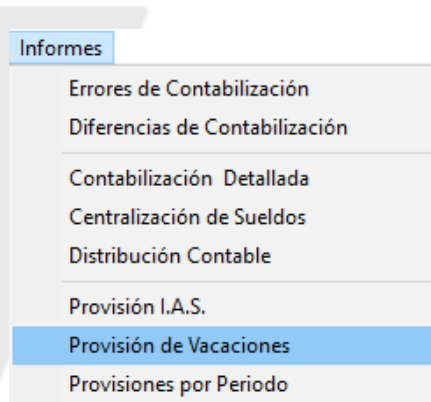 Informes
Errores de Contabilización
Diferencias de Contabilización
Contabilización  Detallada
Centralización de Sueldos
Distribución Contable
Provisión I.A.S.
Provisión de Vacaciones
Provisiones por Periodo